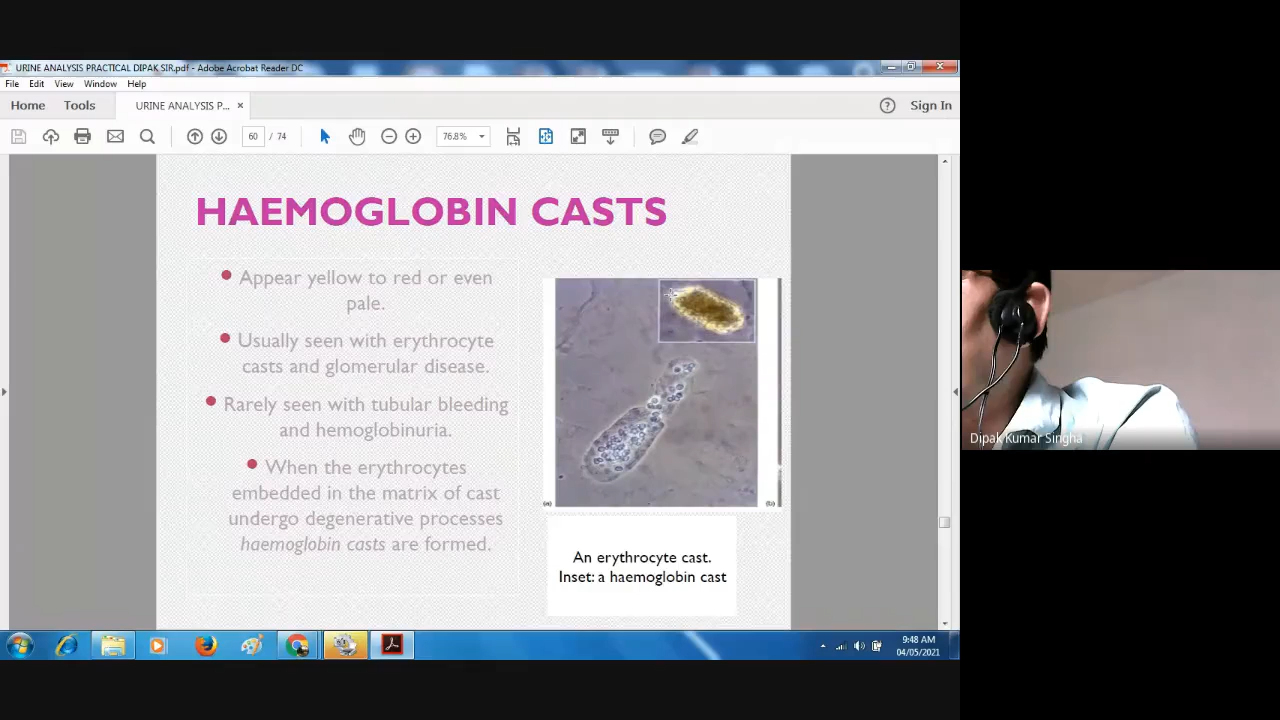 URINE ANALYSIS PRACTICAL DIPAK SIR.pdf - Adobe Acrobat Reader DC
File Edit View Window Help
Home Tools URINE ANALYSIS P... × ? Sign In
60 / 74 76.8%
HAEMOGLOBIN CASTS
• Appear yellow to red or even
pale.
• Usually seen with erythrocyte
casts and glomerular disease.
• Rarely seen with tubular bleeding
and hemoglobinuria.
• When the erythrocytes
embedded in the matrix of cast
undergo degenerative processes
haemoglobin casts are formed.
(a) (b)
An erythrocyte cast.
Inset: a haemoglobin cast
Dipak Kumar Singha
9:48 AM
04/05/2021